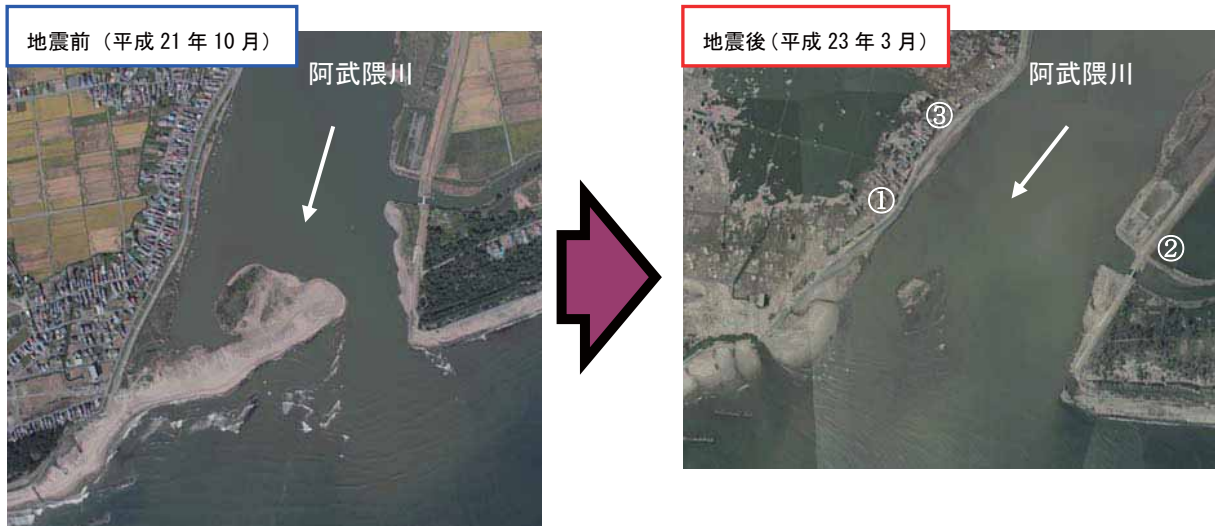 地震前（平成 21 年 10 月）
阿武隈川
地震後（平成 23 年 3 月）
阿武隈川
③
①
②